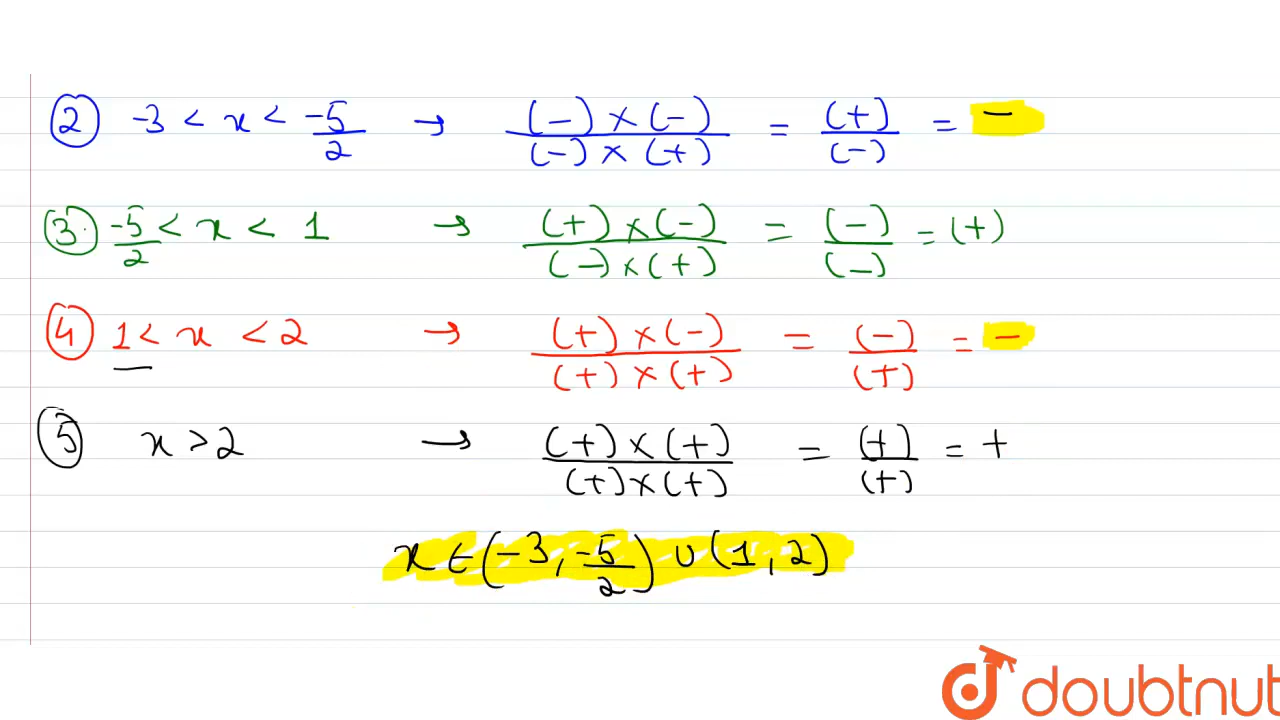 ② -3 < x < -5/2 → (-) × (-) / (-) × (+) = (+)/(-) = -
③ -5/2 < x < 1 → (+) × (-) / (-) × (+) = (-)/(-) = (+)
④ 1 < x < 2 → (+) × (-) / (+) × (+) = (-)/(+) = -
⑤ x > 2 → (+) × (+) / (+) × (+) = (+)/(+) = +
x ∈ (-3, -5/2) ∪ (1, 2)
doubtnut